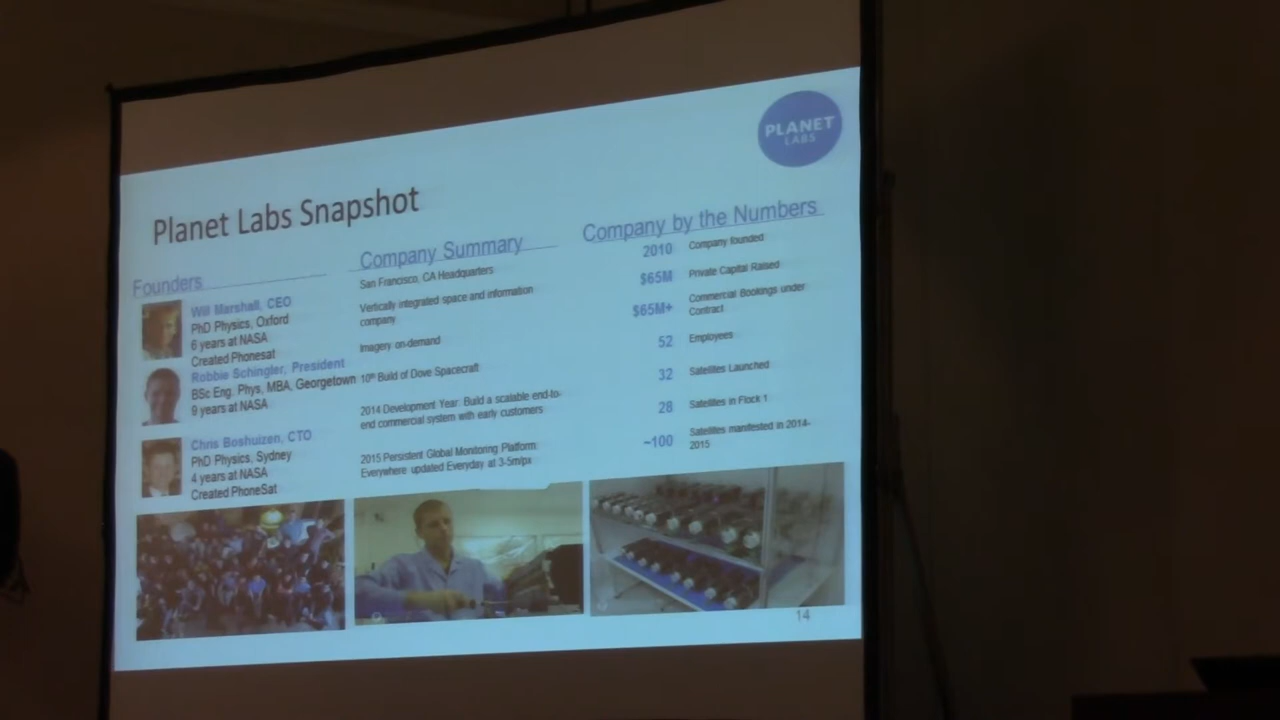 PLANET
LABS
Planet Labs Snapshot
Founders
Will Marshall, CEO
PhD Physics, Oxford
6 years at NASA
Created Phonesat
Robbie Schingler, President
BSc Eng. Phys, MBA, Georgetown
9 years at NASA
Chris Boshuizen, CTO
PhD Physics, Sydney
4 years at NASA
Created PhoneSat
Company Summary
San Francisco, CA Headquarters
Vertically integrated space and information
company
Imagery: on-demand
10th Build of Dove Spacecraft
2014 Development Year: Build a scalable end-to-
end commercial system with early customers
2015 Persistent Global Monitoring Platform:
Everywhere updated Everyday at 3-5m/px
Company by the Numbers
2010 Company founded
$65M Private Capital Raised
$65M+ Commercial Bookings under
Contract
52 Employees
32 Satellites Launched
28 Satellites in Flock 1
~100 Satellites manifested in 2014-
2015
14